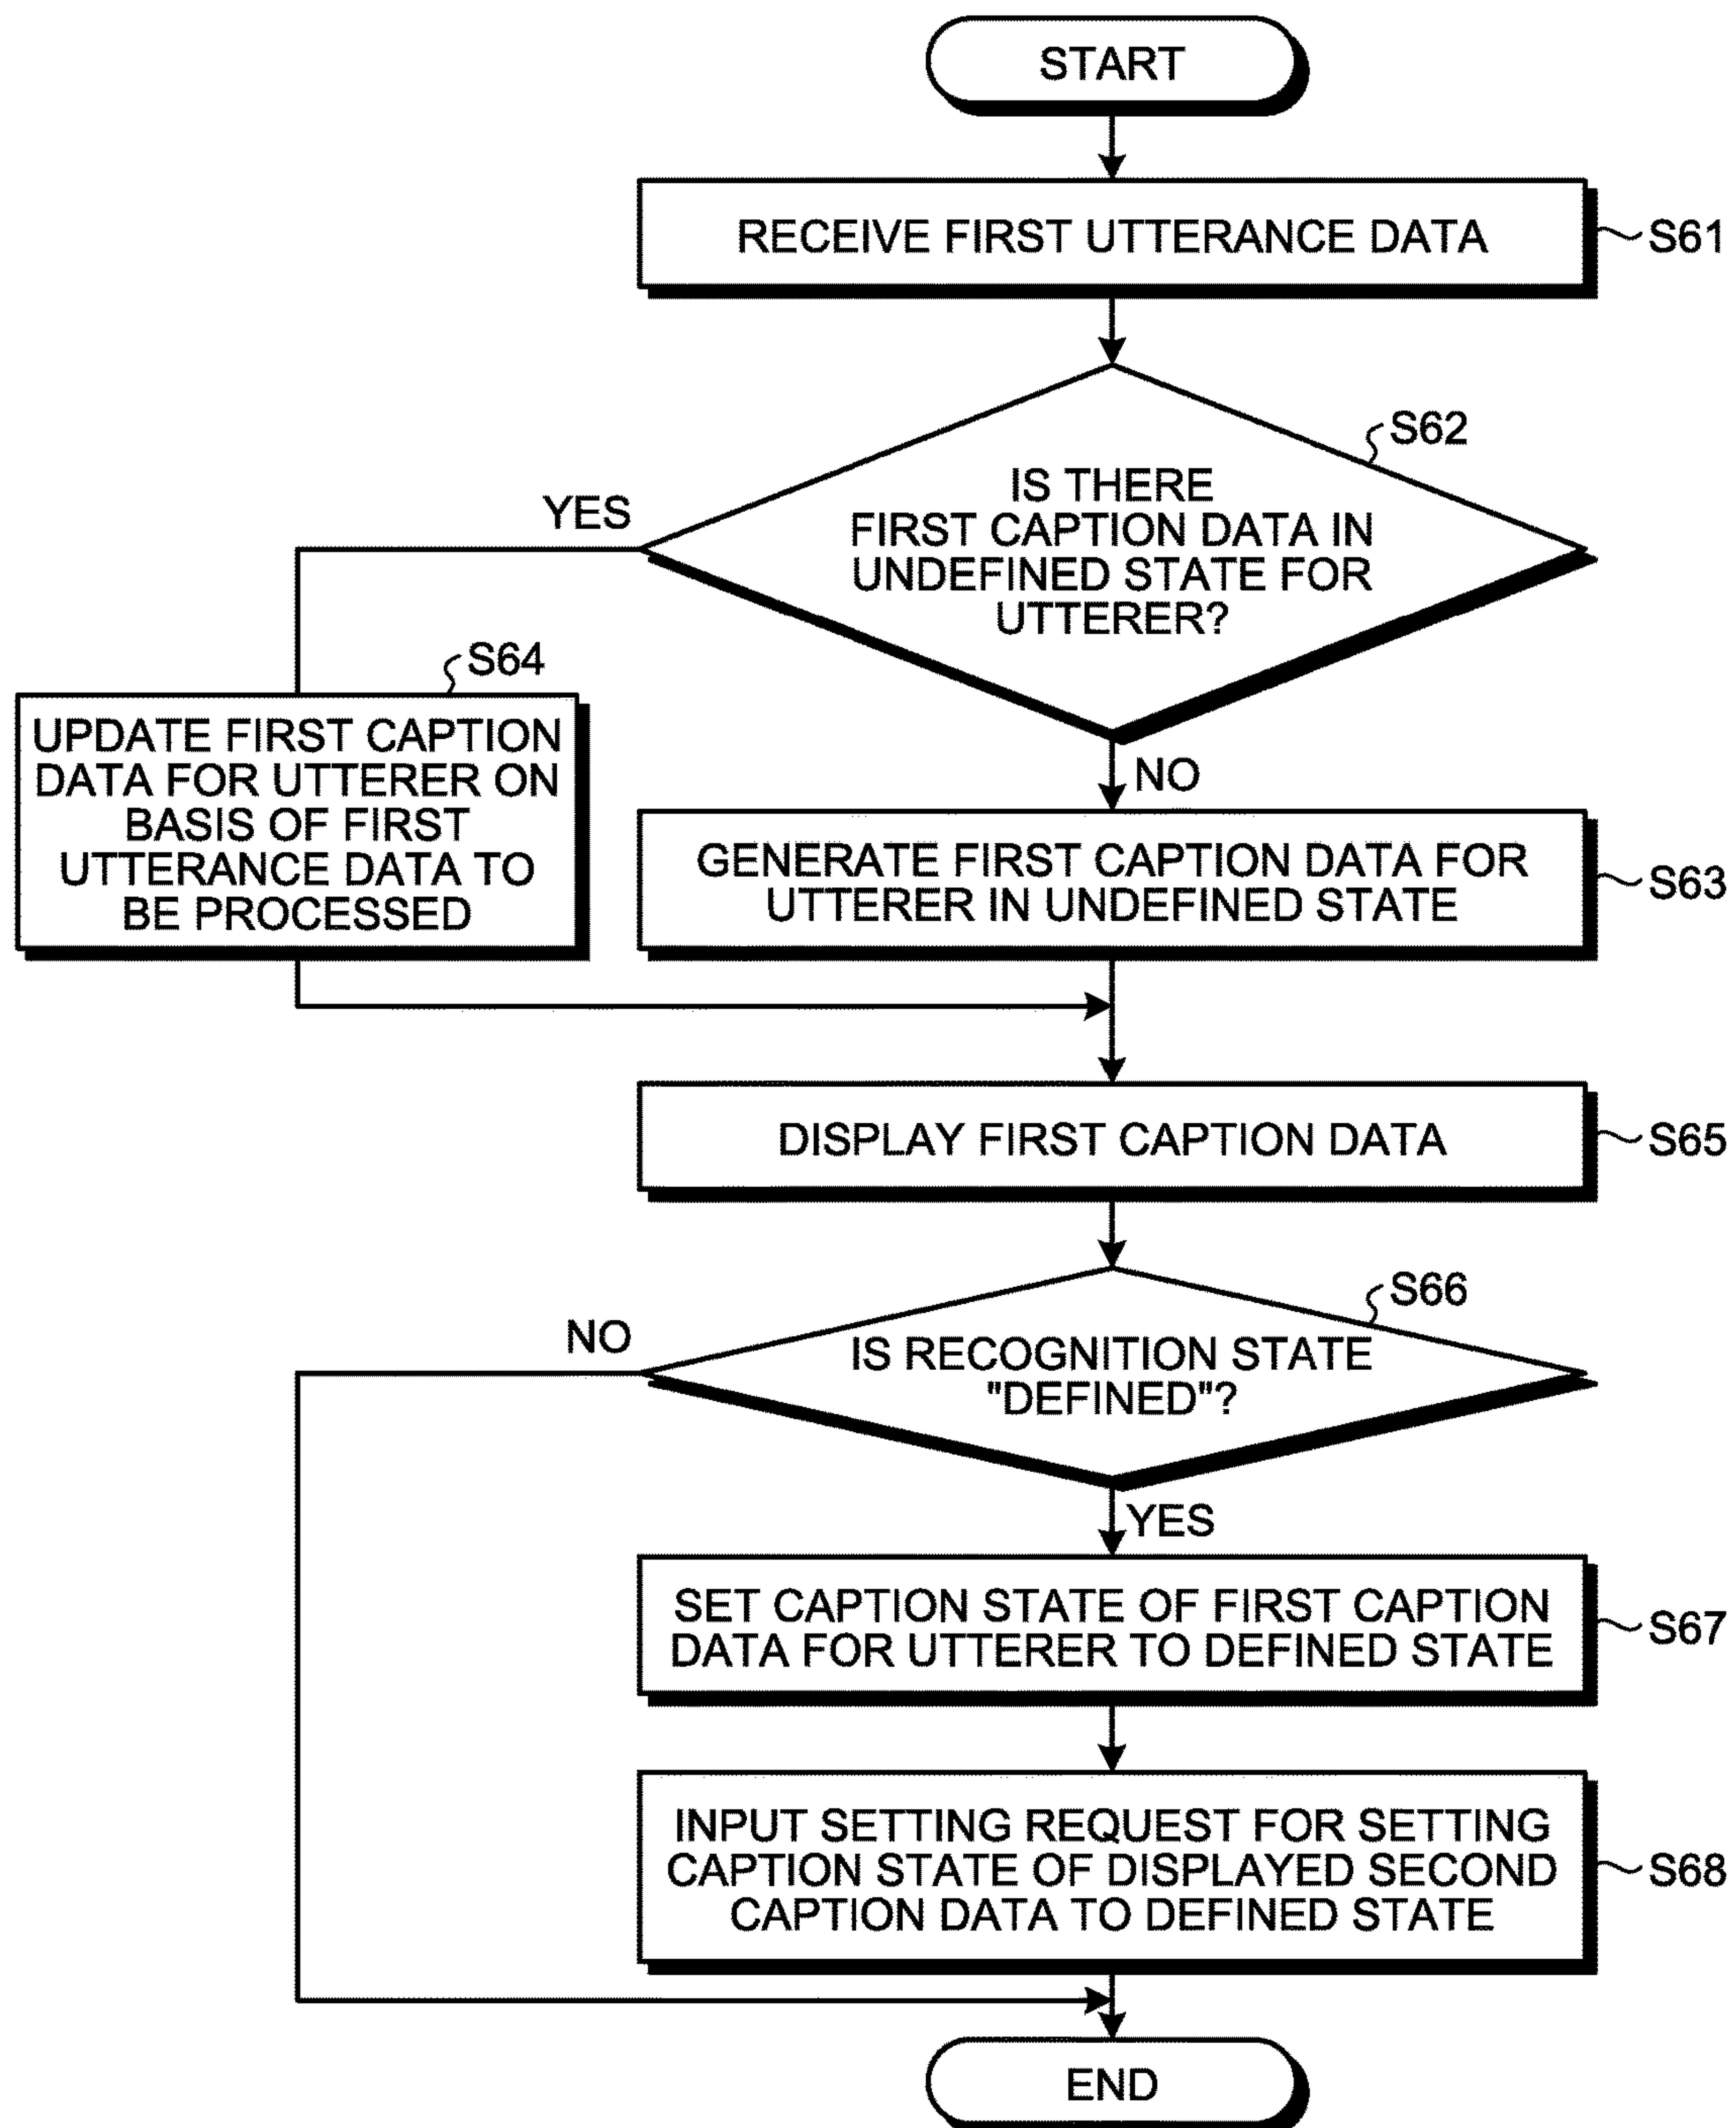 START
RECEIVE FIRST UTTERANCE DATA
S61
S62
IS THERE
FIRST CAPTION DATA IN
UNDEFINED STATE FOR
UTTERER?
YES
NO
S64
UPDATE FIRST CAPTION
DATA FOR UTTERER ON
BASIS OF FIRST
UTTERANCE DATA TO
BE PROCESSED
GENERATE FIRST CAPTION DATA FOR
UTTERER IN UNDEFINED STATE
S63
DISPLAY FIRST CAPTION DATA
S65
S66
IS RECOGNITION STATE
"DEFINED"?
NO
YES
SET CAPTION STATE OF FIRST CAPTION
DATA FOR UTTERER TO DEFINED STATE
S67
INPUT SETTING REQUEST FOR SETTING
CAPTION STATE OF DISPLAYED SECOND
CAPTION DATA TO DEFINED STATE
S68
END